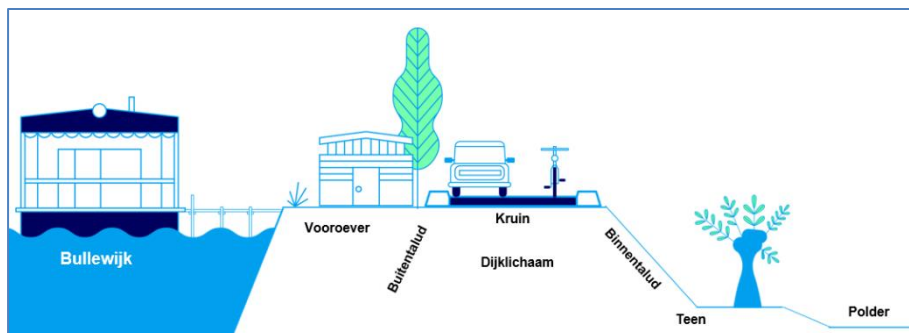 Bullewijk
Vooroever
Buitentalud
Kruin
Dijklichaam
Binnentalud
Teen
Polder